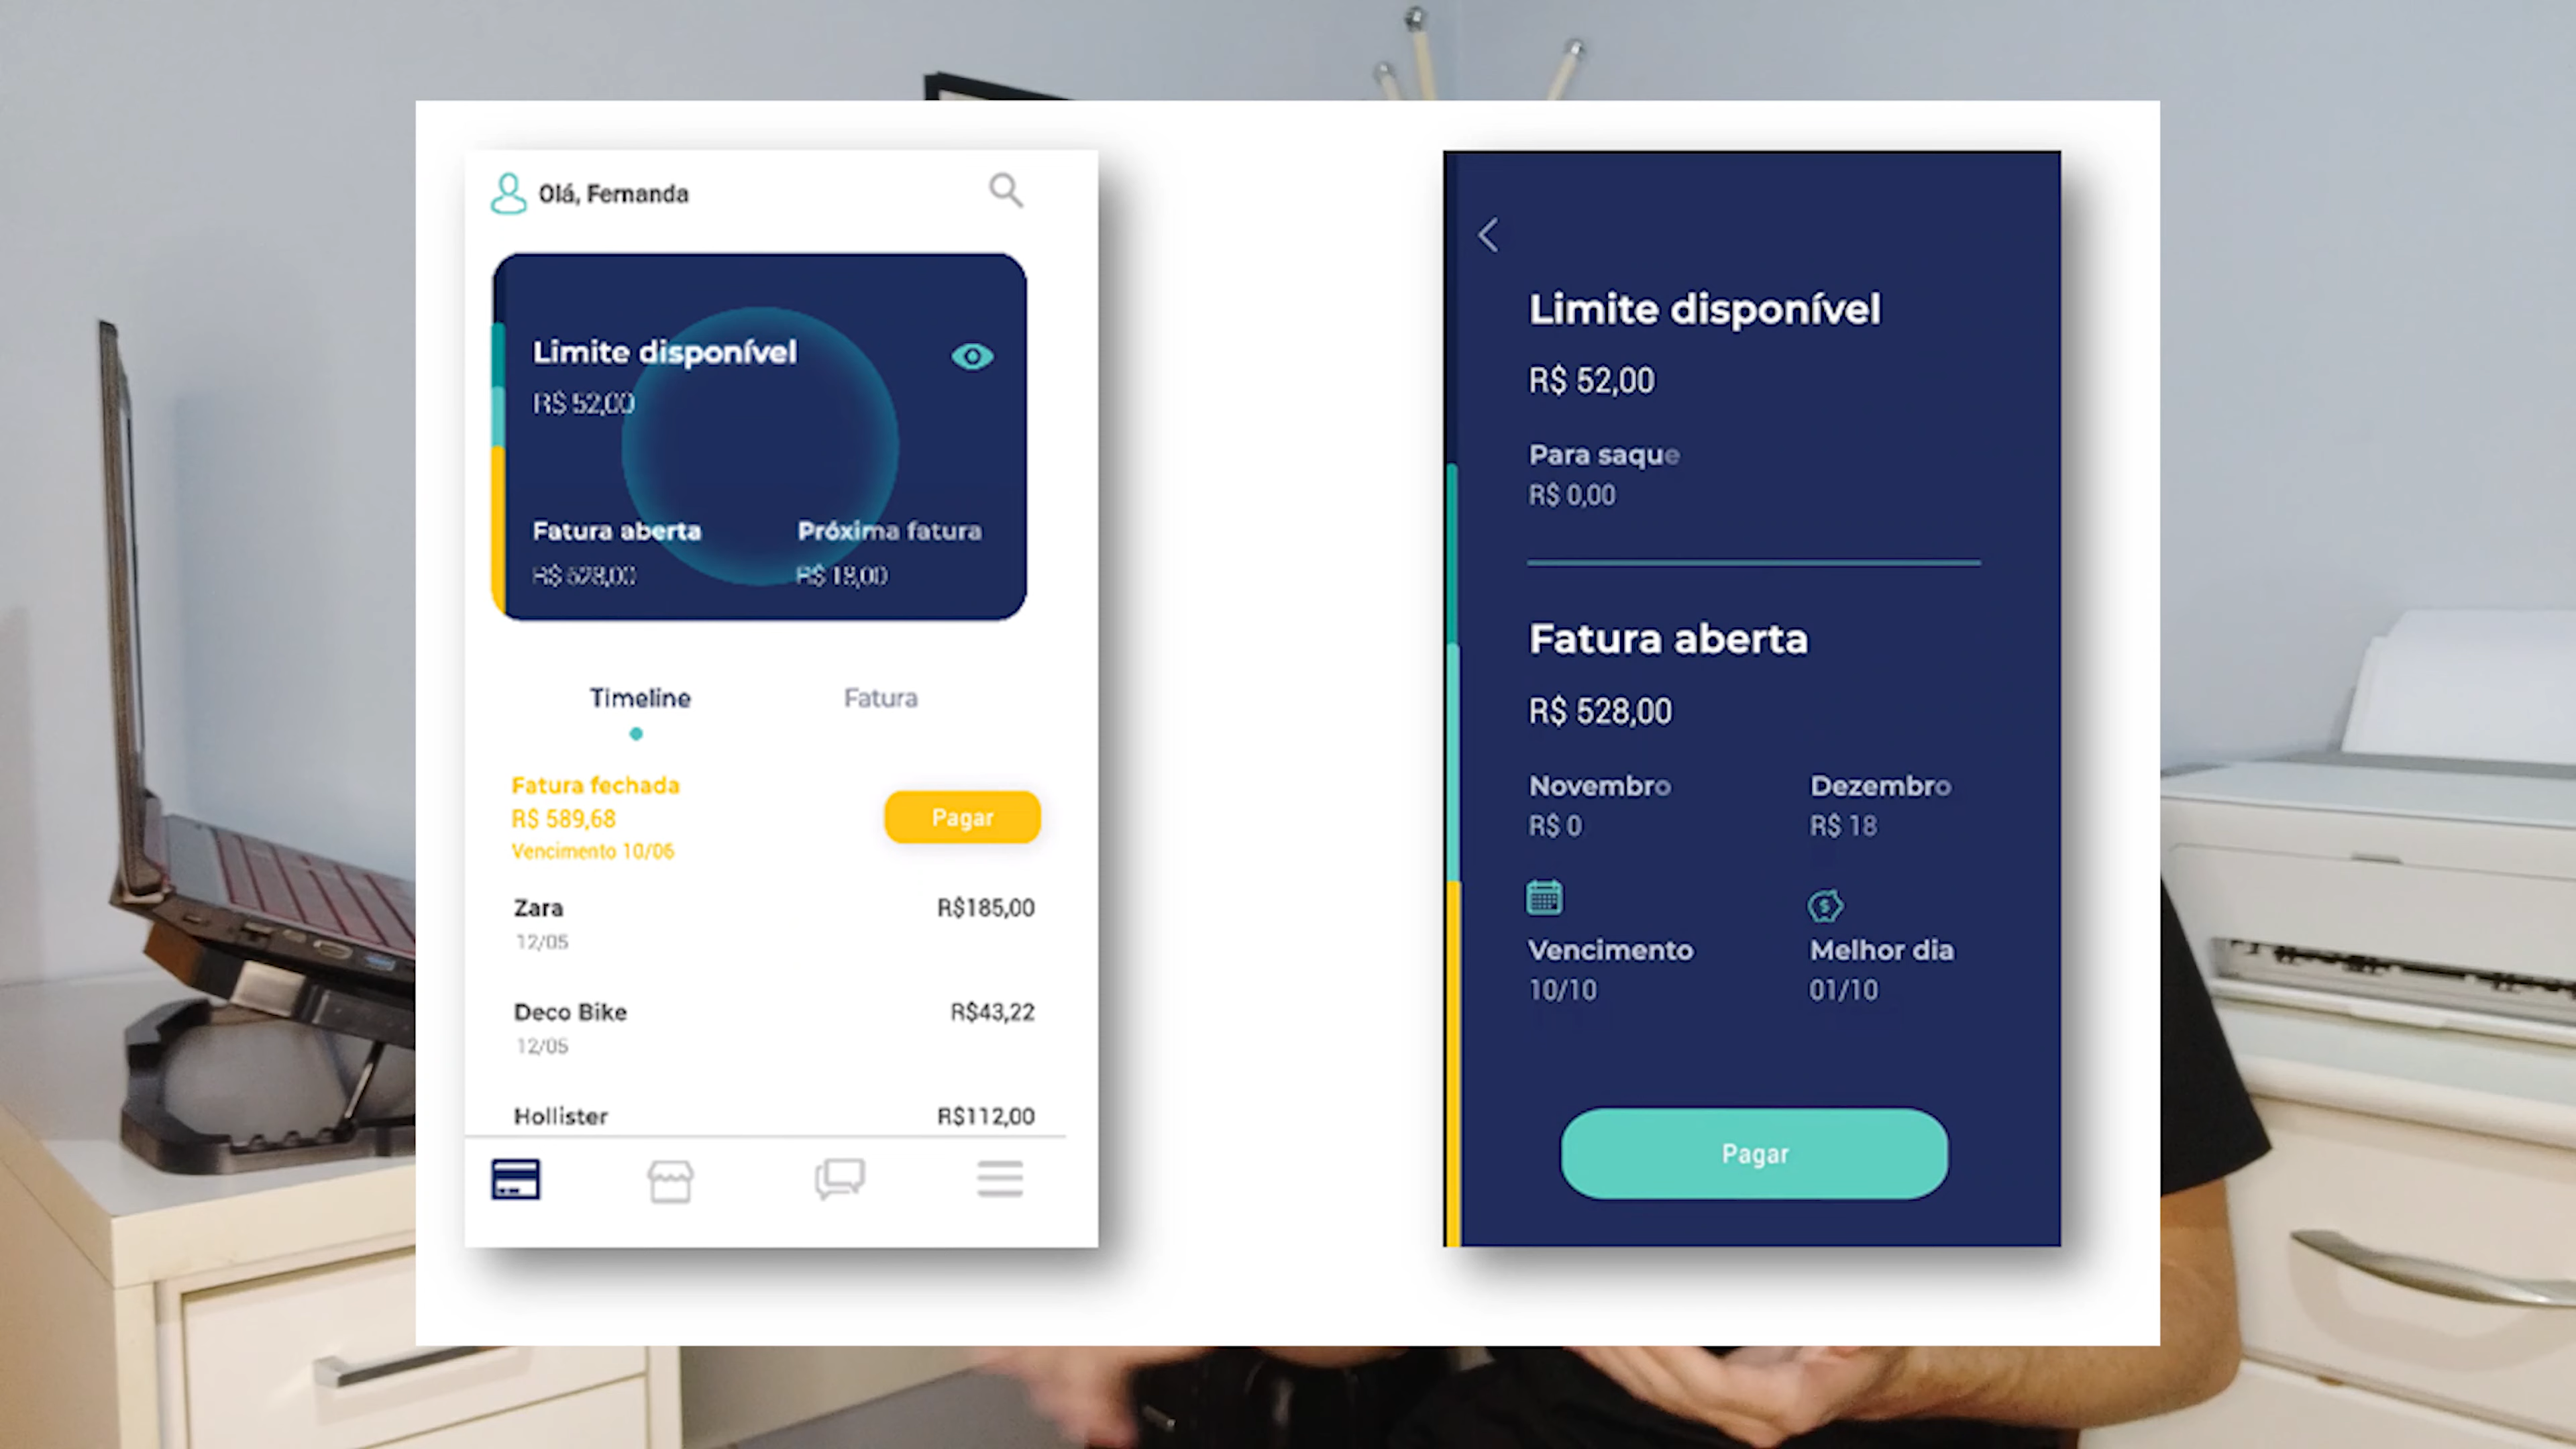 Olá, Fernanda
Limite disponível
R$ 52,00
Fatura aberta
Próxima fatura
R$ 528,00
R$ 18,00
Timeline
Fatura
Fatura fechada
R$ 589,68
Vencimento 10/06
Pagar
Zara
R$185,00
12/05
Deco Bike
R$43,22
12/05
Hollister
R$112,00
Limite disponível
R$ 52,00
Para saque
R$ 0,00
Fatura aberta
R$ 528,00
Novembro
Dezembro
R$ 0
R$ 18
Vencimento
Melhor dia
10/10
01/10
Pagar